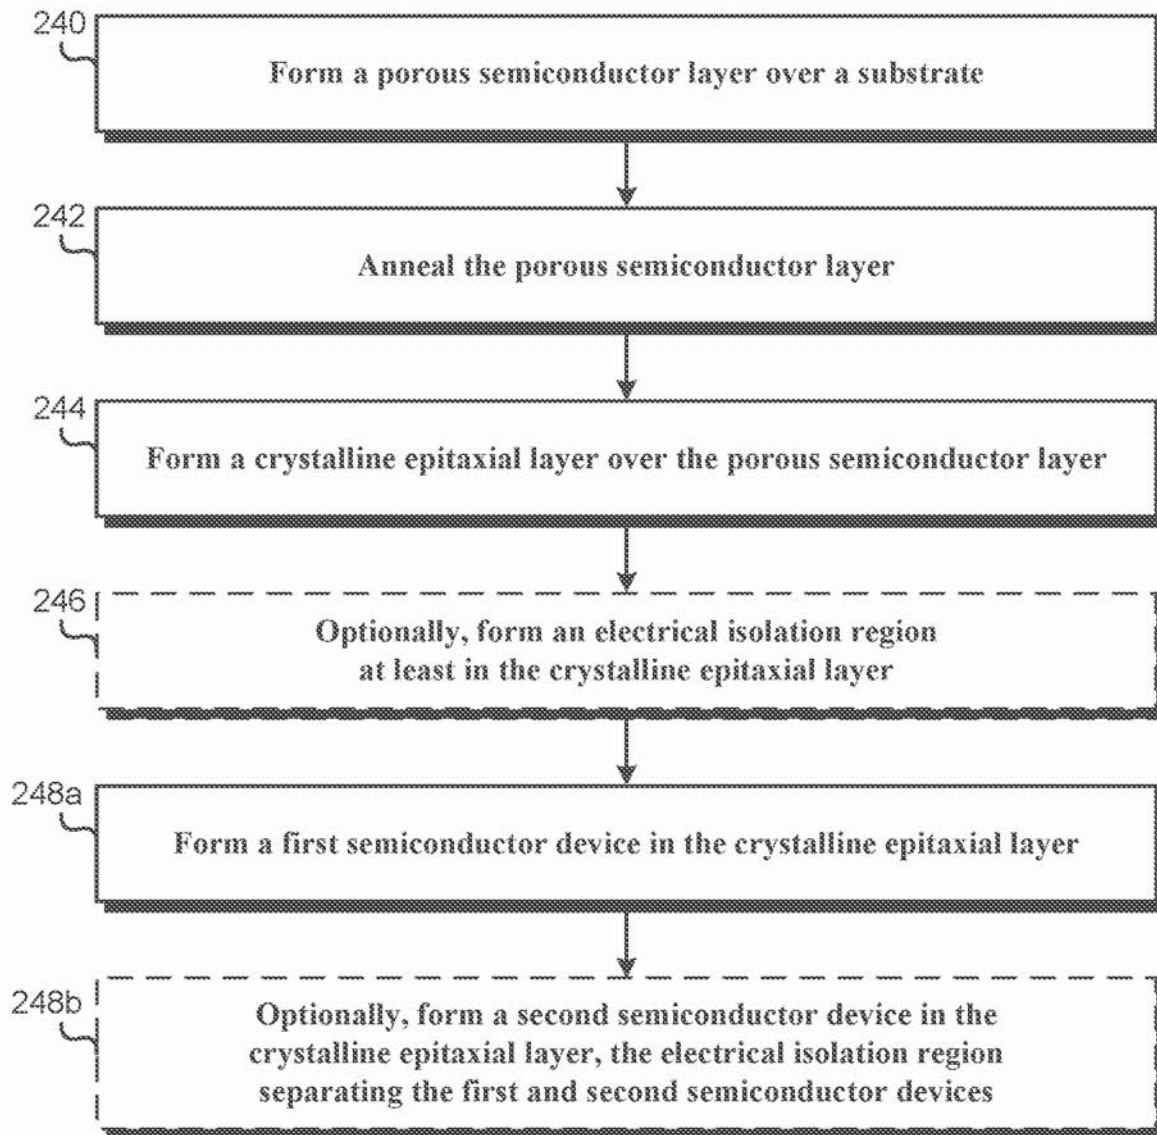 240
Form a porous semiconductor layer over a substrate
242
Anneal the porous semiconductor layer
244
Form a crystalline epitaxial layer over the porous semiconductor layer
246
Optionally, form an electrical isolation region
at least in the crystalline epitaxial layer
248a
Form a first semiconductor device in the crystalline epitaxial layer
248b
Optionally, form a second semiconductor device in the
crystalline epitaxial layer, the electrical isolation region
separating the first and second semiconductor devices